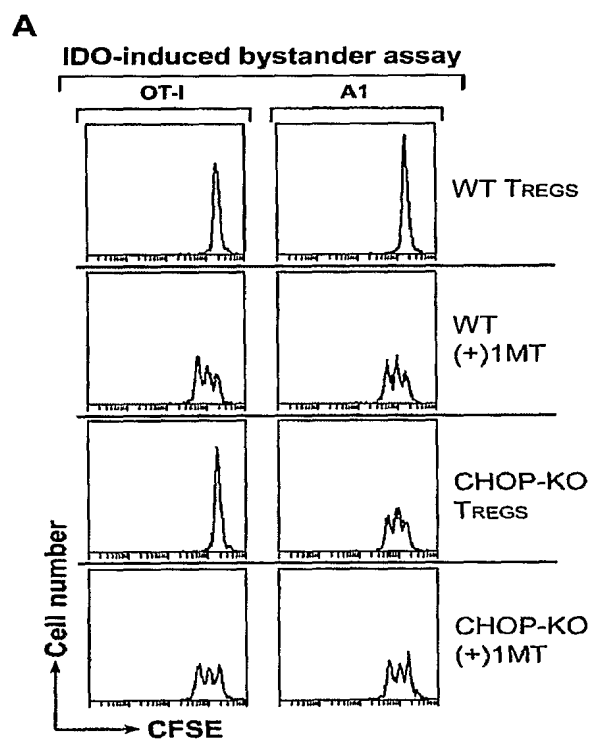 A
IDO-induced bystander assay
OT-I
A1
WT TREGS
WT
(+)1MT
CHOP-KO
TREGS
CHOP-KO
(+)1MT
Cell number
CFSE